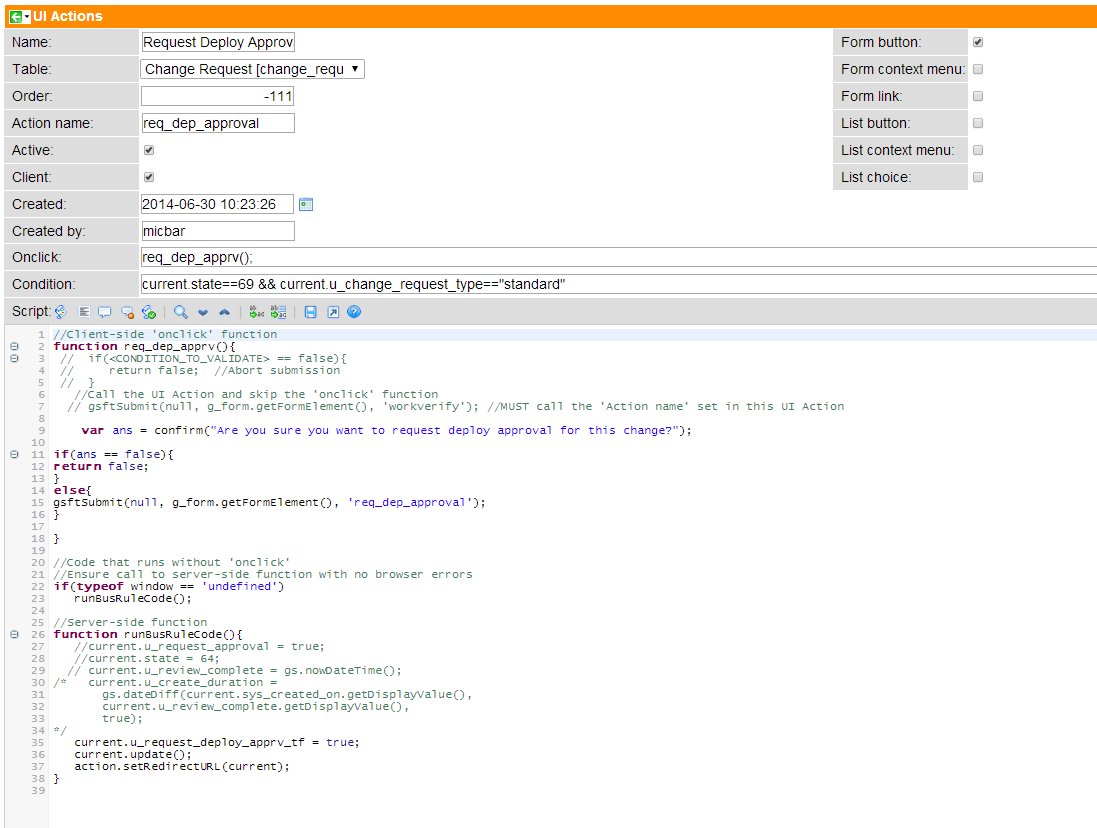 UI Actions
Name: Request Deploy Approv
Form button:
Table: Change Request [change_requ
Form context menu:
Order: -111
Form link:
Action name: req_dep_approval
List button:
Active:
List context menu:
Client:
List choice:
Created: 2014-06-30 10:23:26
Created by: micbar
Onclick: req_dep_apprv();
Condition: current.state==69 && current.u_change_request_type=="standard"
Script:
1 //Client-side 'onclick' function
2 function req_dep_apprv(){
3 // if(<CONDITION_TO_VALIDATE> == false){
4 // return false; //Abort submission
5 // }
6 //Call the UI Action and skip the 'onclick' function
7 // gsftSubmit(null, g_form.getFormElement(), 'workverify'); //MUST call the 'Action name' set in this UI Action
8
9 var ans = confirm("Are you sure you want to request deploy approval for this change?");
10
11 if(ans == false){
12 return false;
13 }
14 else{
15 gsftSubmit(null, g_form.getFormElement(), 'req_dep_approval');
16 }
17
18 }
19
20 //Code that runs without 'onclick'
21 //Ensure call to server-side function with no browser errors
22 if(typeof window == 'undefined')
23 runBusRuleCode();
24
25 //Server-side function
26 function runBusRuleCode(){
27 //current.u_request_approval = true;
28 //current.state = 64;
29 // current.u_review_complete = gs.nowDateTime();
30 /* current.u_create_duration =
31 gs.dateDiff(current.sys_created_on.getDisplayValue(),
32 current.u_review_complete.getDisplayValue(),
33 true);
34 */
35 current.u_request_deploy_apprv_tf = true;
36 current.update();
37 action.setRedirectURL(current);
38 }
39